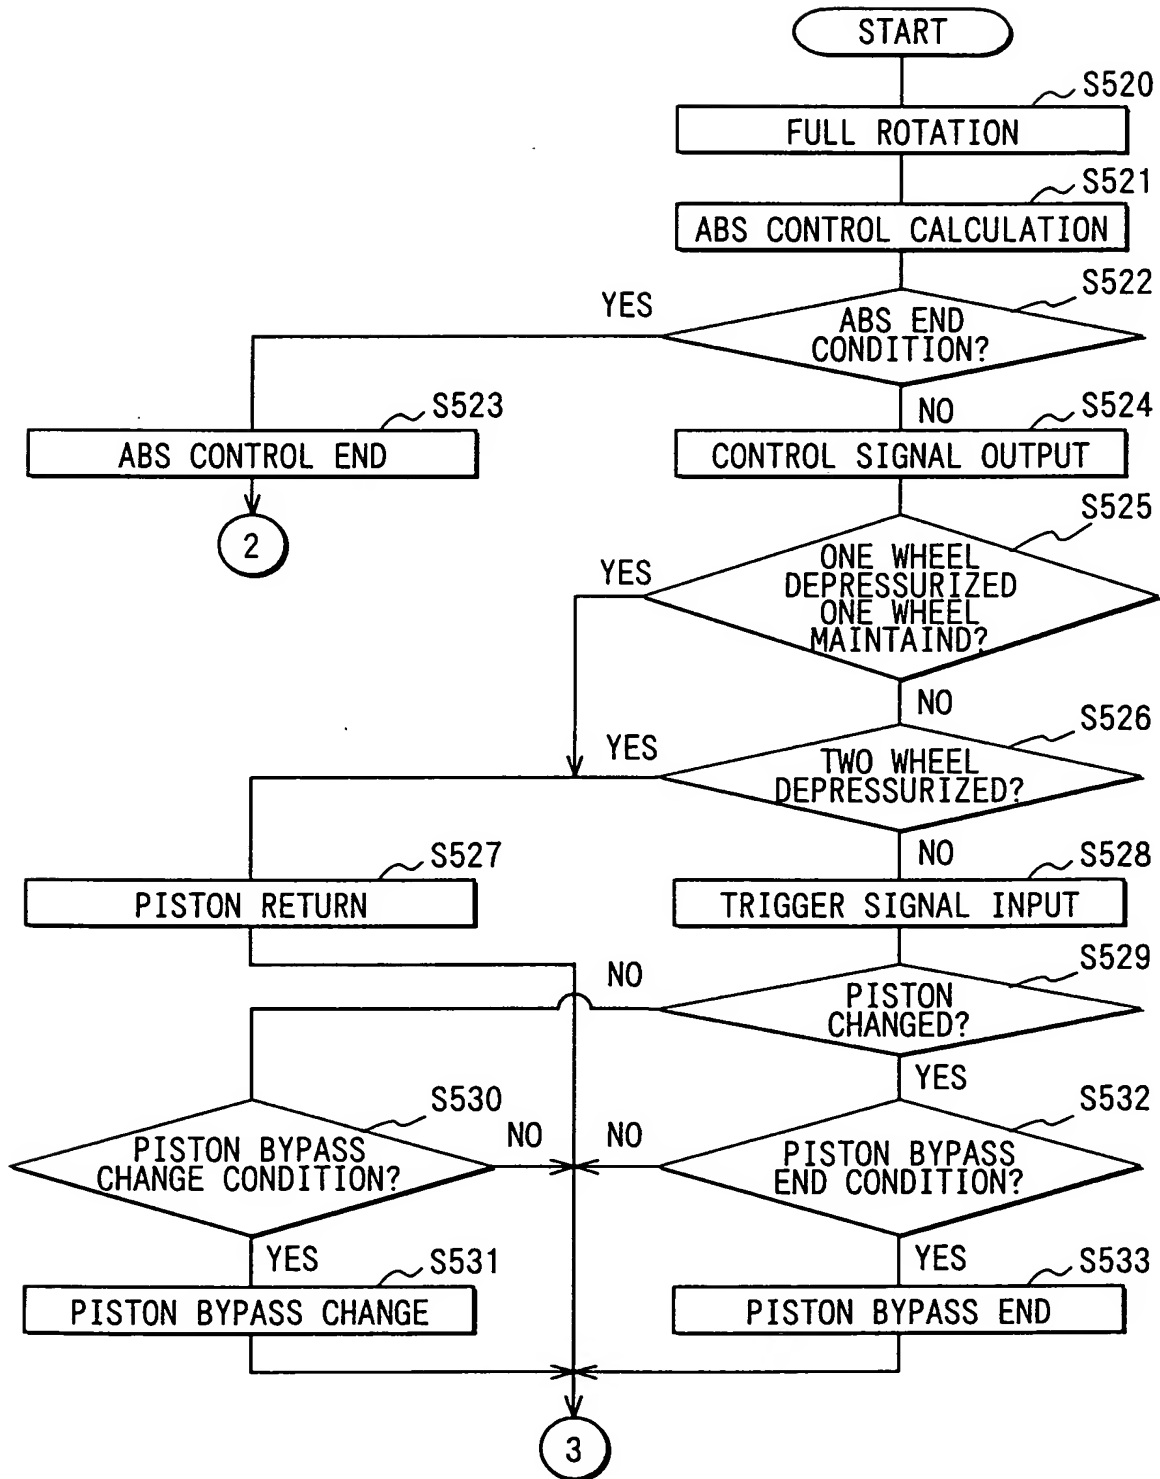 START
S520
FULL ROTATION
S521
ABS CONTROL CALCULATION
S522
YES
ABS END
CONDITION?
NO
S523
ABS CONTROL END
S524
CONTROL SIGNAL OUTPUT
2
S525
YES
ONE WHEEL
DEPRESSURIZED
ONE WHEEL
MAINTAIND?
NO
S526
YES
TWO WHEEL
DEPRESSURIZED?
NO
S527
PISTON RETURN
S528
TRIGGER SIGNAL INPUT
S529
NO
PISTON
CHANGED?
YES
S530
PISTON BYPASS
CHANGE CONDITION?
NO
NO
S532
PISTON BYPASS
END CONDITION?
YES
S531
PISTON BYPASS CHANGE
YES
S533
PISTON BYPASS END
3